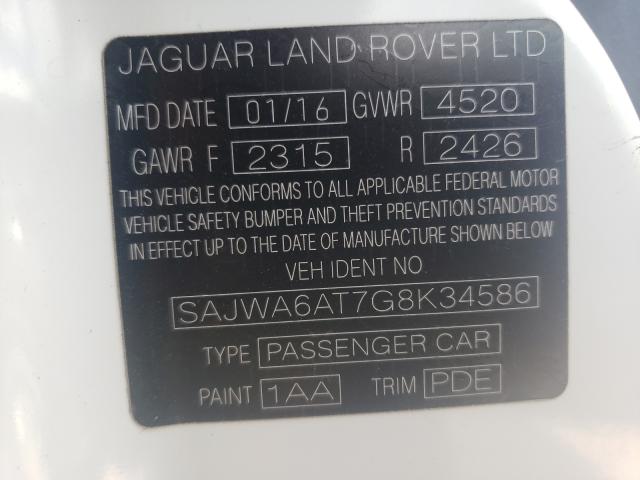 JAGUAR LAND ROVER LTD
MFD DATE 01/16 GVWR 4520
GAWR F 2315 R 2426
THIS VEHICLE CONFORMS TO ALL APPLICABLE FEDERAL MOTOR
VEHICLE SAFETY BUMPER AND THEFT PREVENTION STANDARDS
IN EFFECT UP TO THE DATE OF MANUFACTURE SHOWN BELOW
VEH IDENT NO.
SAJWA6AT7G8K34586
TYPE PASSENGER CAR
PAINT 1AA TRIM PDE